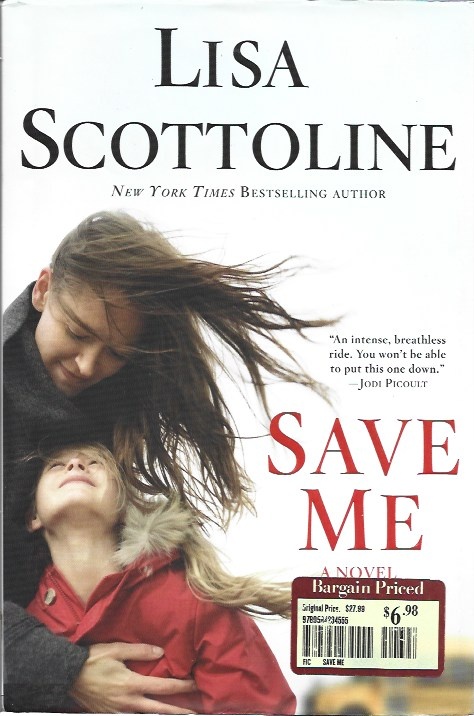 LISA
SCOTTOLINE
NEW YORK TIMES BESTSELLING AUTHOR
"An intense, breathless
ride. You won't be able
to put this one down."
—JODI PICOULT
SAVE
ME
A NOVEL
Bargain Priced
Original Price. $27.99
$6.98
FIC SAVE ME